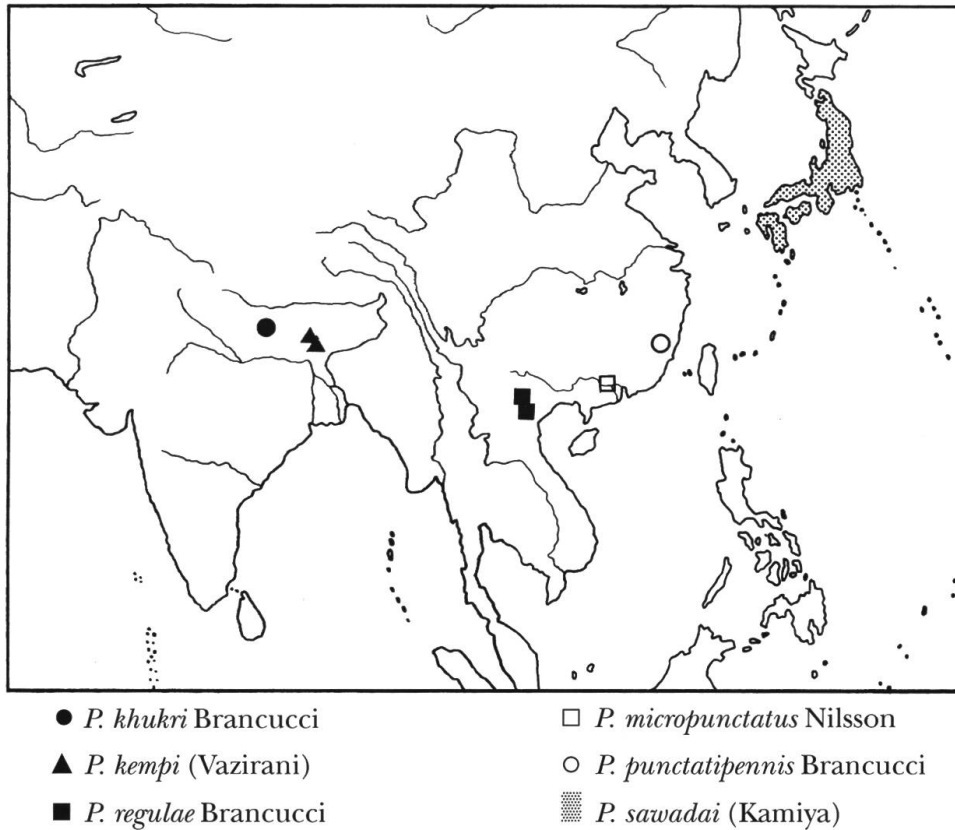 P. khukri Brancucci
P. kempi (Vazirani)
P. regulae Brancucci
P. micropunctatus Nilsson
P. punctatipennis Brancucci
P. sawadai (Kamiya)